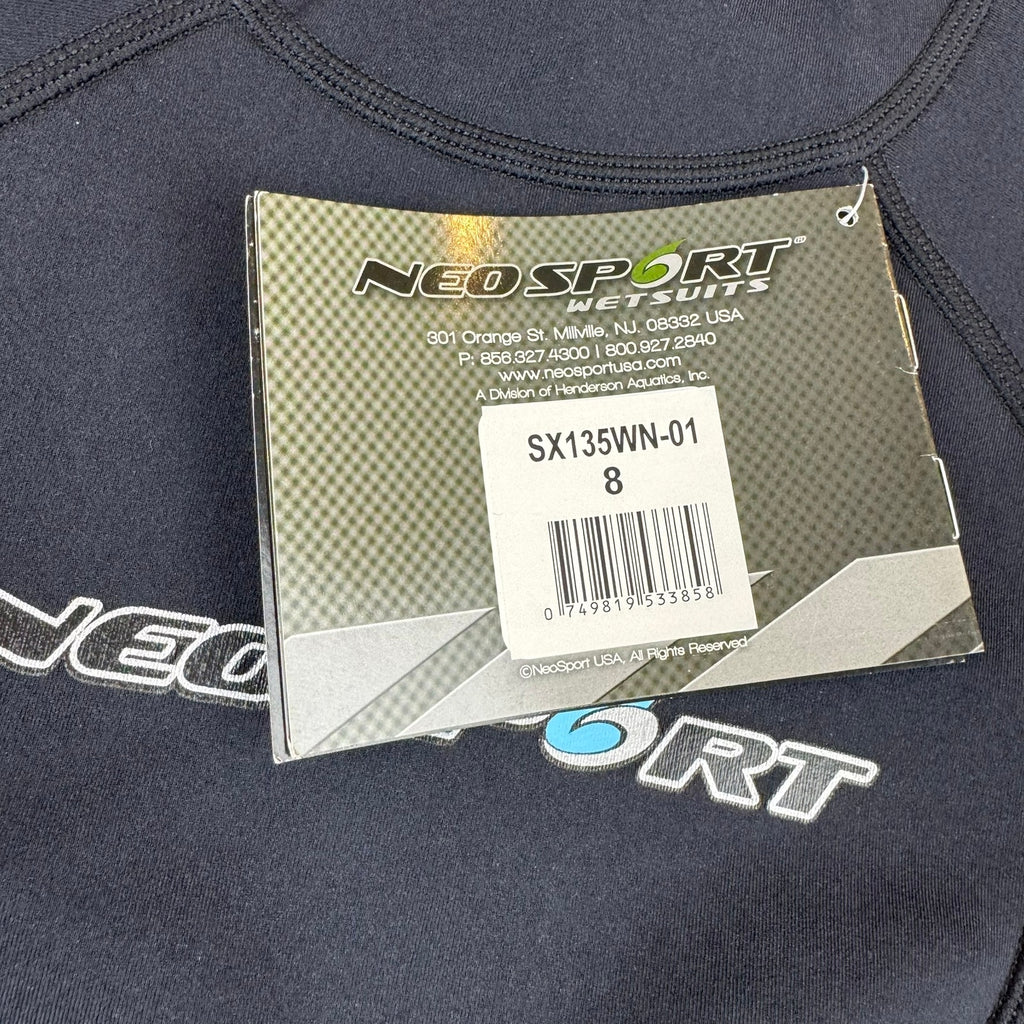 NEOSPORT®
WETSUITS
301 Orange St. Millville, NJ. 08332 USA
P: 856.327.4300 | 800.927.2840
www.neosportusa.com
A Division of Henderson Aquatics, Inc.
SX135WN-01
8
0 749819 533858
©NeoSport USA, All Rights Reserved
NEOSPORT